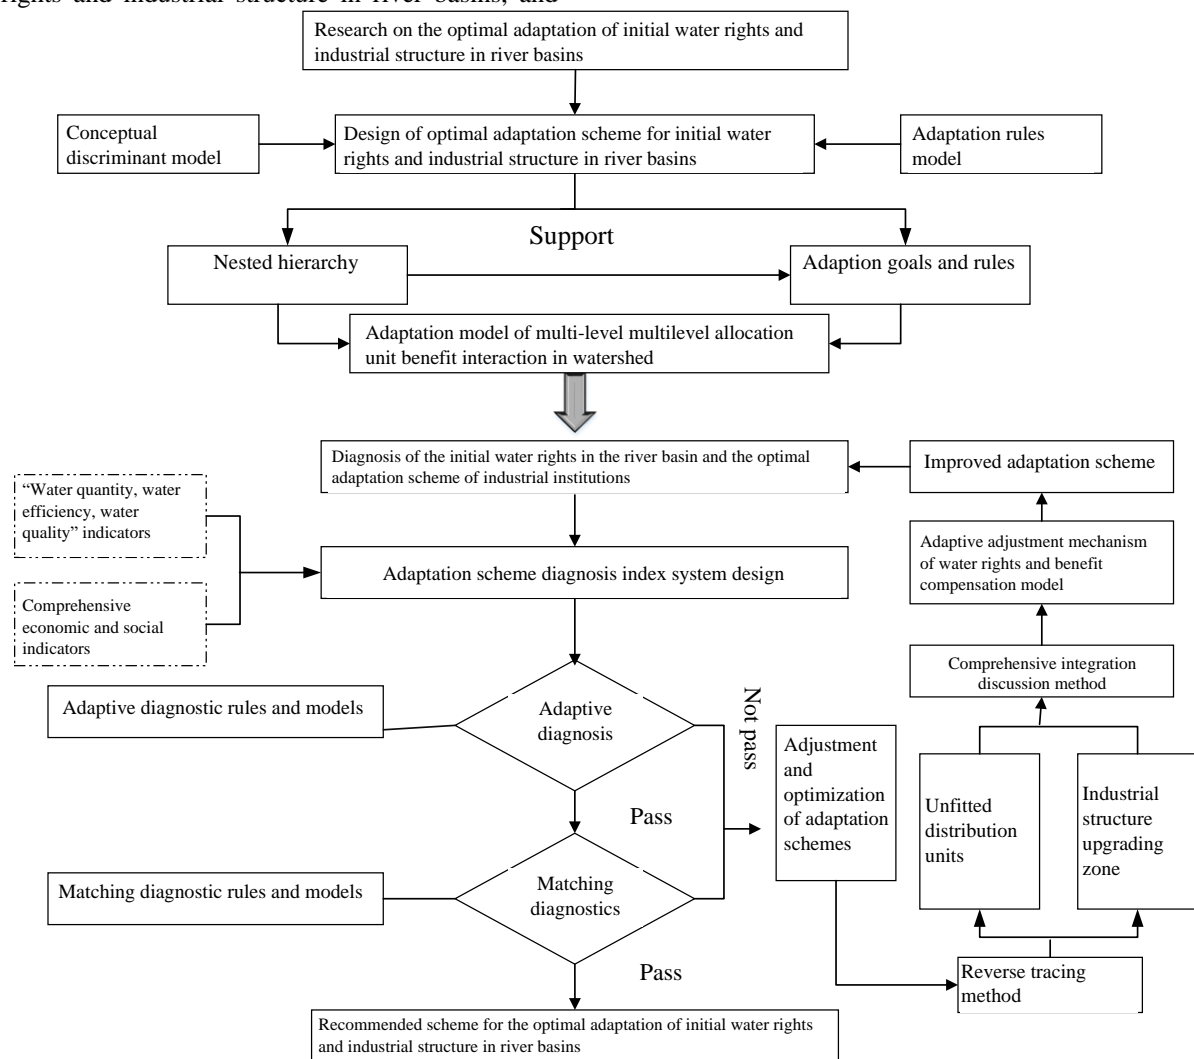 rights and industrial structure in river basins, and
Research on the optimal adaptation of initial water rights and
industrial structure in river basins
Conceptual
discriminant model
Design of optimal adaptation scheme for initial water
rights and industrial structure in river basins
Adaptation rules
model
Support
Nested hierarchy
Adaption goals and rules
Adaptation model of multi-level multilevel allocation
unit benefit interaction in watershed
Diagnosis of the initial water rights in the river basin and the optimal
adaptation scheme of industrial institutions
Improved adaptation scheme
“Water quantity, water
efficiency, water
quality” indicators
Adaptive adjustment mechanism
of water rights and benefit
compensation model
Adaptation scheme diagnosis index system design
Comprehensive
economic and social
indicators
Comprehensive integration
discussion method
Adaptive diagnostic rules and models
Adaptive
diagnosis
Not pass
Adjustment
and
optimization
of adaptation
schemes
Unfitted
distribution
units
Industrial
structure
upgrading
zone
Pass
Matching diagnostic rules and models
Matching
diagnostics
Pass
Reverse tracing
method
Recommended scheme for the optimal adaptation of initial water rights
and industrial structure in river basins